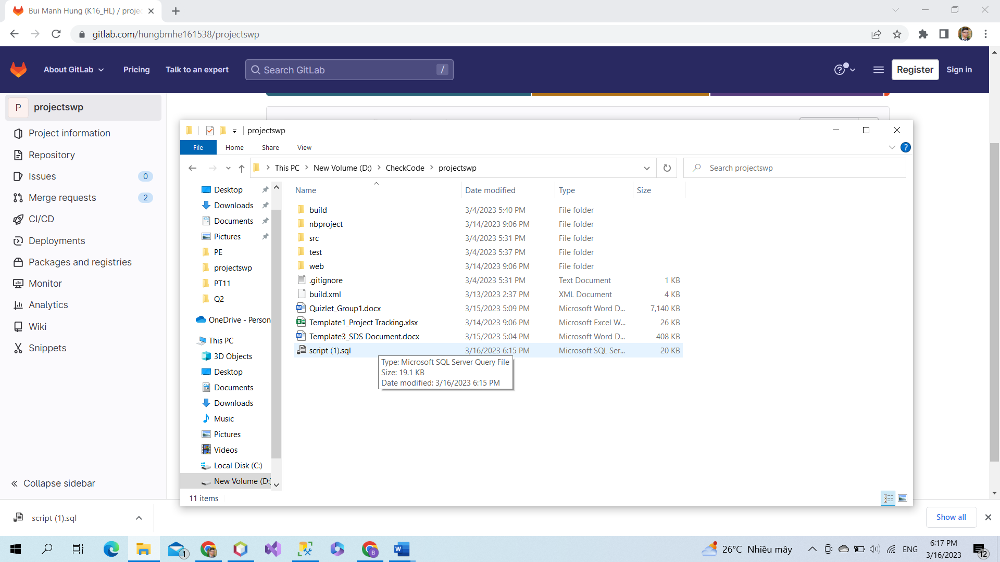 Bui Manh Hung (K16_HL) / projec
gitlab.com/hungbmhe161538/projectswp
About GitLab
Pricing
Talk to an expert
Search GitLab
/
Register
Sign in
P
projectswp
Project information
Repository
Issues
0
Merge requests
2
CI/CD
Deployments
Packages and registries
Monitor
Analytics
Wiki
Snippets
Collapse sidebar
projectswp
File
Home
Share
View
This PC
New Volume (D:)
CheckCode
projectswp
Search projectswp
Desktop
Downloads
Documents
Pictures
PE
projectswp
PT11
Q2
OneDrive - Person
This PC
3D Objects
Desktop
Documents
Downloads
Music
Pictures
Videos
Local Disk (C:)
New Volume (D:
Name Date modified Type Size
build 3/4/2023 5:40 PM File folder
nbproject 3/14/2023 9:06 PM File folder
src 3/4/2023 5:31 PM File folder
test 3/4/2023 5:37 PM File folder
web 3/14/2023 9:06 PM File folder
.gitignore 3/4/2023 5:31 PM Text Document 1 KB
build.xml 3/13/2023 2:37 PM XML Document 4 KB
Quizlet_Group1.docx 3/15/2023 5:09 PM Microsoft Word D... 7,140 KB
Template1_Project Tracking.xlsx 3/14/2023 9:06 PM Microsoft Excel W... 26 KB
Template3_SDS Document.docx 3/15/2023 5:04 PM Microsoft Word D... 408 KB
script (1).sql 3/16/2023 6:15 PM Microsoft SQL Ser... 20 KB
Type: Microsoft SQL Server Query File
Size: 19.1 KB
Date modified: 3/16/2023 6:15 PM
11 items
script (1).sql
Show all
1
B
26°C Nhiều mây
ENG
6:17 PM
3/16/2023
12